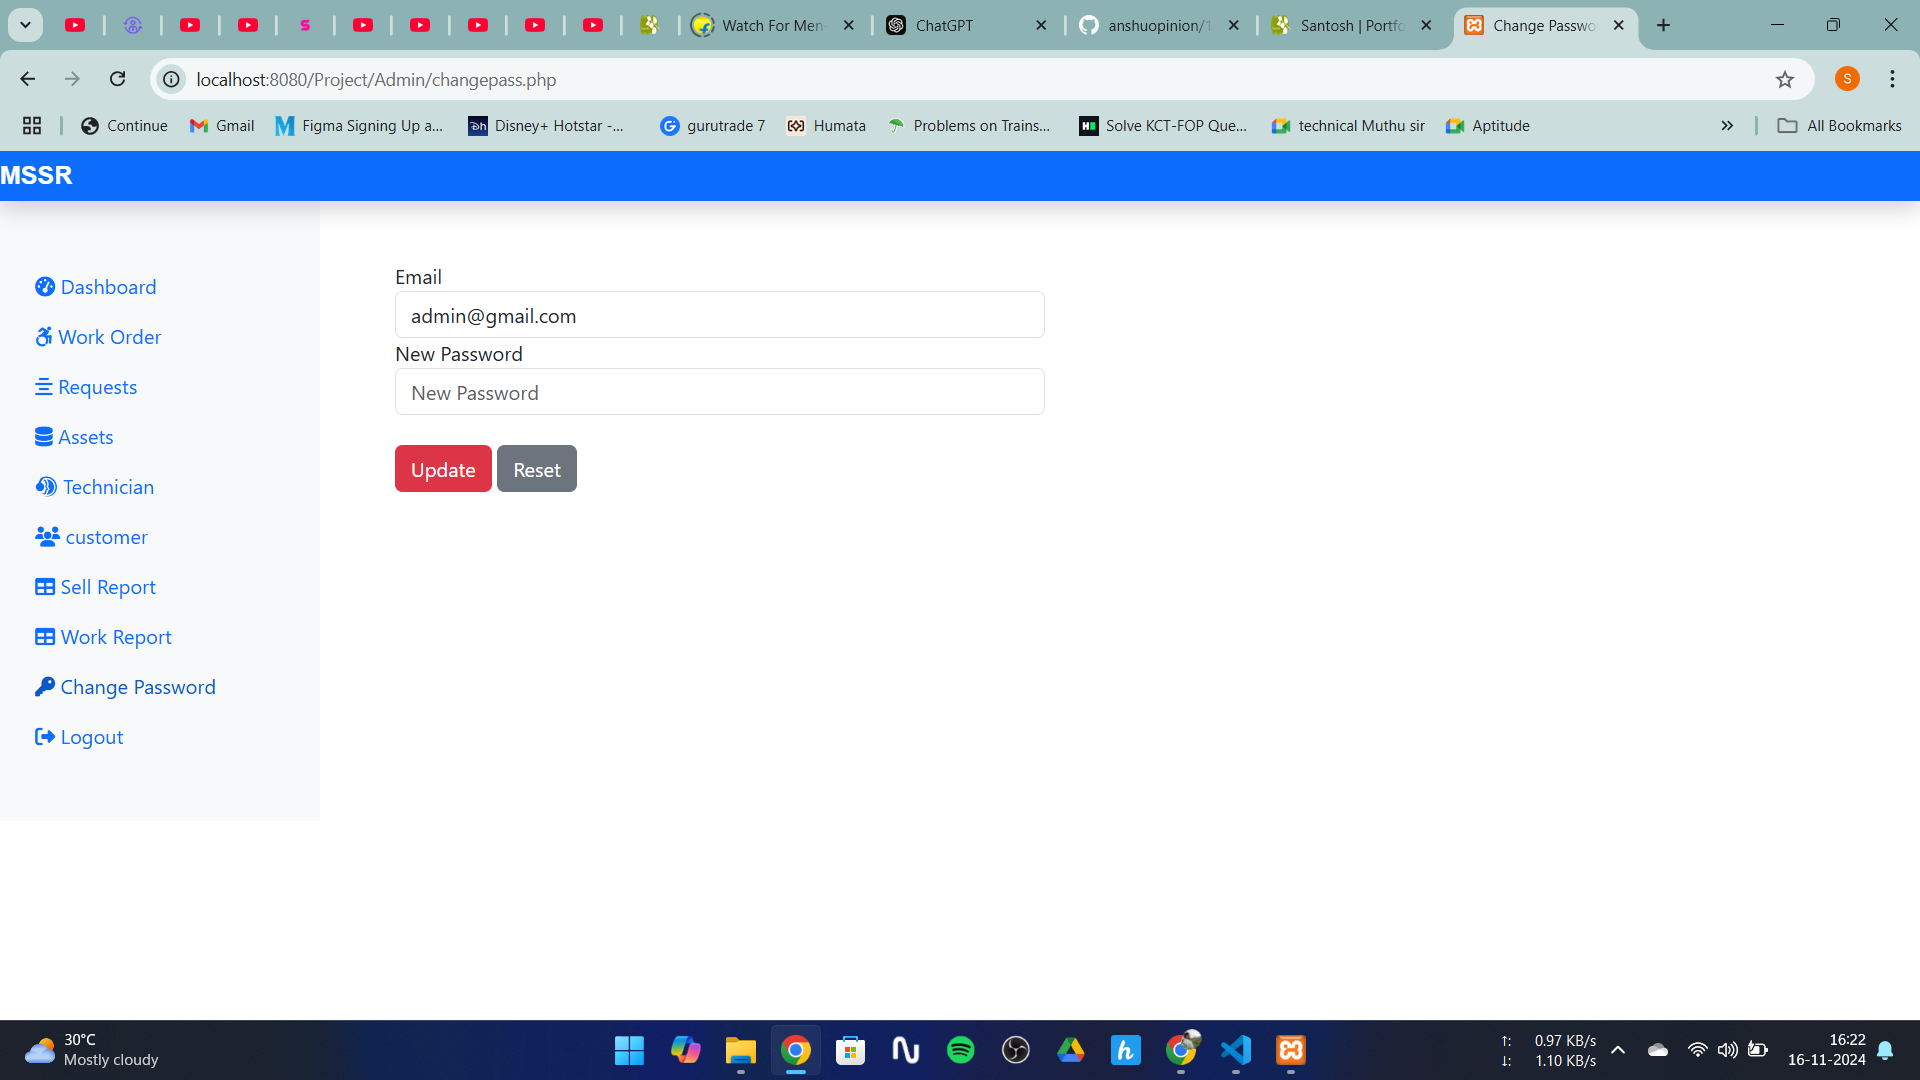 Watch For Men
ChatGPT
anshuopinion/1
Santosh | Portfo
Change Passwo
localhost:8080/Project/Admin/changepass.php
S
Continue
Gmail
Figma Signing Up a...
Disney+ Hotstar -...
gurutrade 7
Humata
Problems on Trains...
Solve KCT-FOP Que...
technical Muthu sir
Aptitude
All Bookmarks
MSSR
Dashboard
Work Order
Requests
Assets
Technician
customer
Sell Report
Work Report
Change Password
Logout
Email
admin@gmail.com
New Password
New Password
Update Reset
30°C
Mostly cloudy
↑: 0.97 KB/s
↓: 1.10 KB/s
16:22
16-11-2024